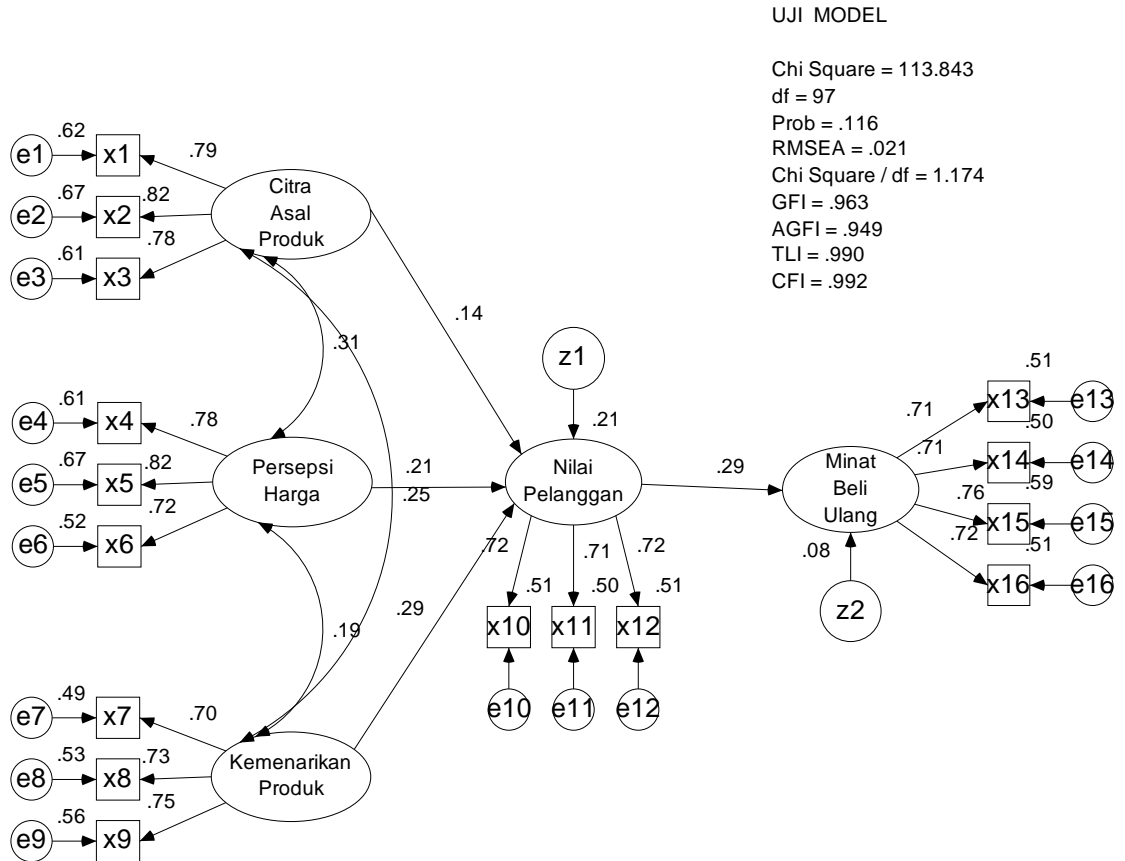 UJI MODEL
Chi Square = 113.843
df = 97
Prob = .116
RMSEA = .021
Chi Square / df = 1.174
GFI = .963
AGFI = .949
TLI = .990
CFI = .992
.62
e1
x1
.79
.67
e2
x2
.82
.61
e3
x3
.78
Citra
Asal
Produk
.14
.31
.61
e4
x4
.78
.67
e5
x5
.82
.52
e6
x6
.72
Persepsi
Harga
.21
.25
.19
.49
e7
x7
.70
.53
e8
x8
.73
.56
e9
x9
.75
Kemenarikan
Produk
.29
z1
.21
Nilai
Pelanggan
.72
.71
.72
.51
.50
.51
x10
x11
x12
e10
e11
e12
.29
Minat
Beli
Ulang
.08
z2
.71
.51
x13
e13
.71
.50
x14
e14
.76
.59
x15
e15
.72
.51
x16
e16